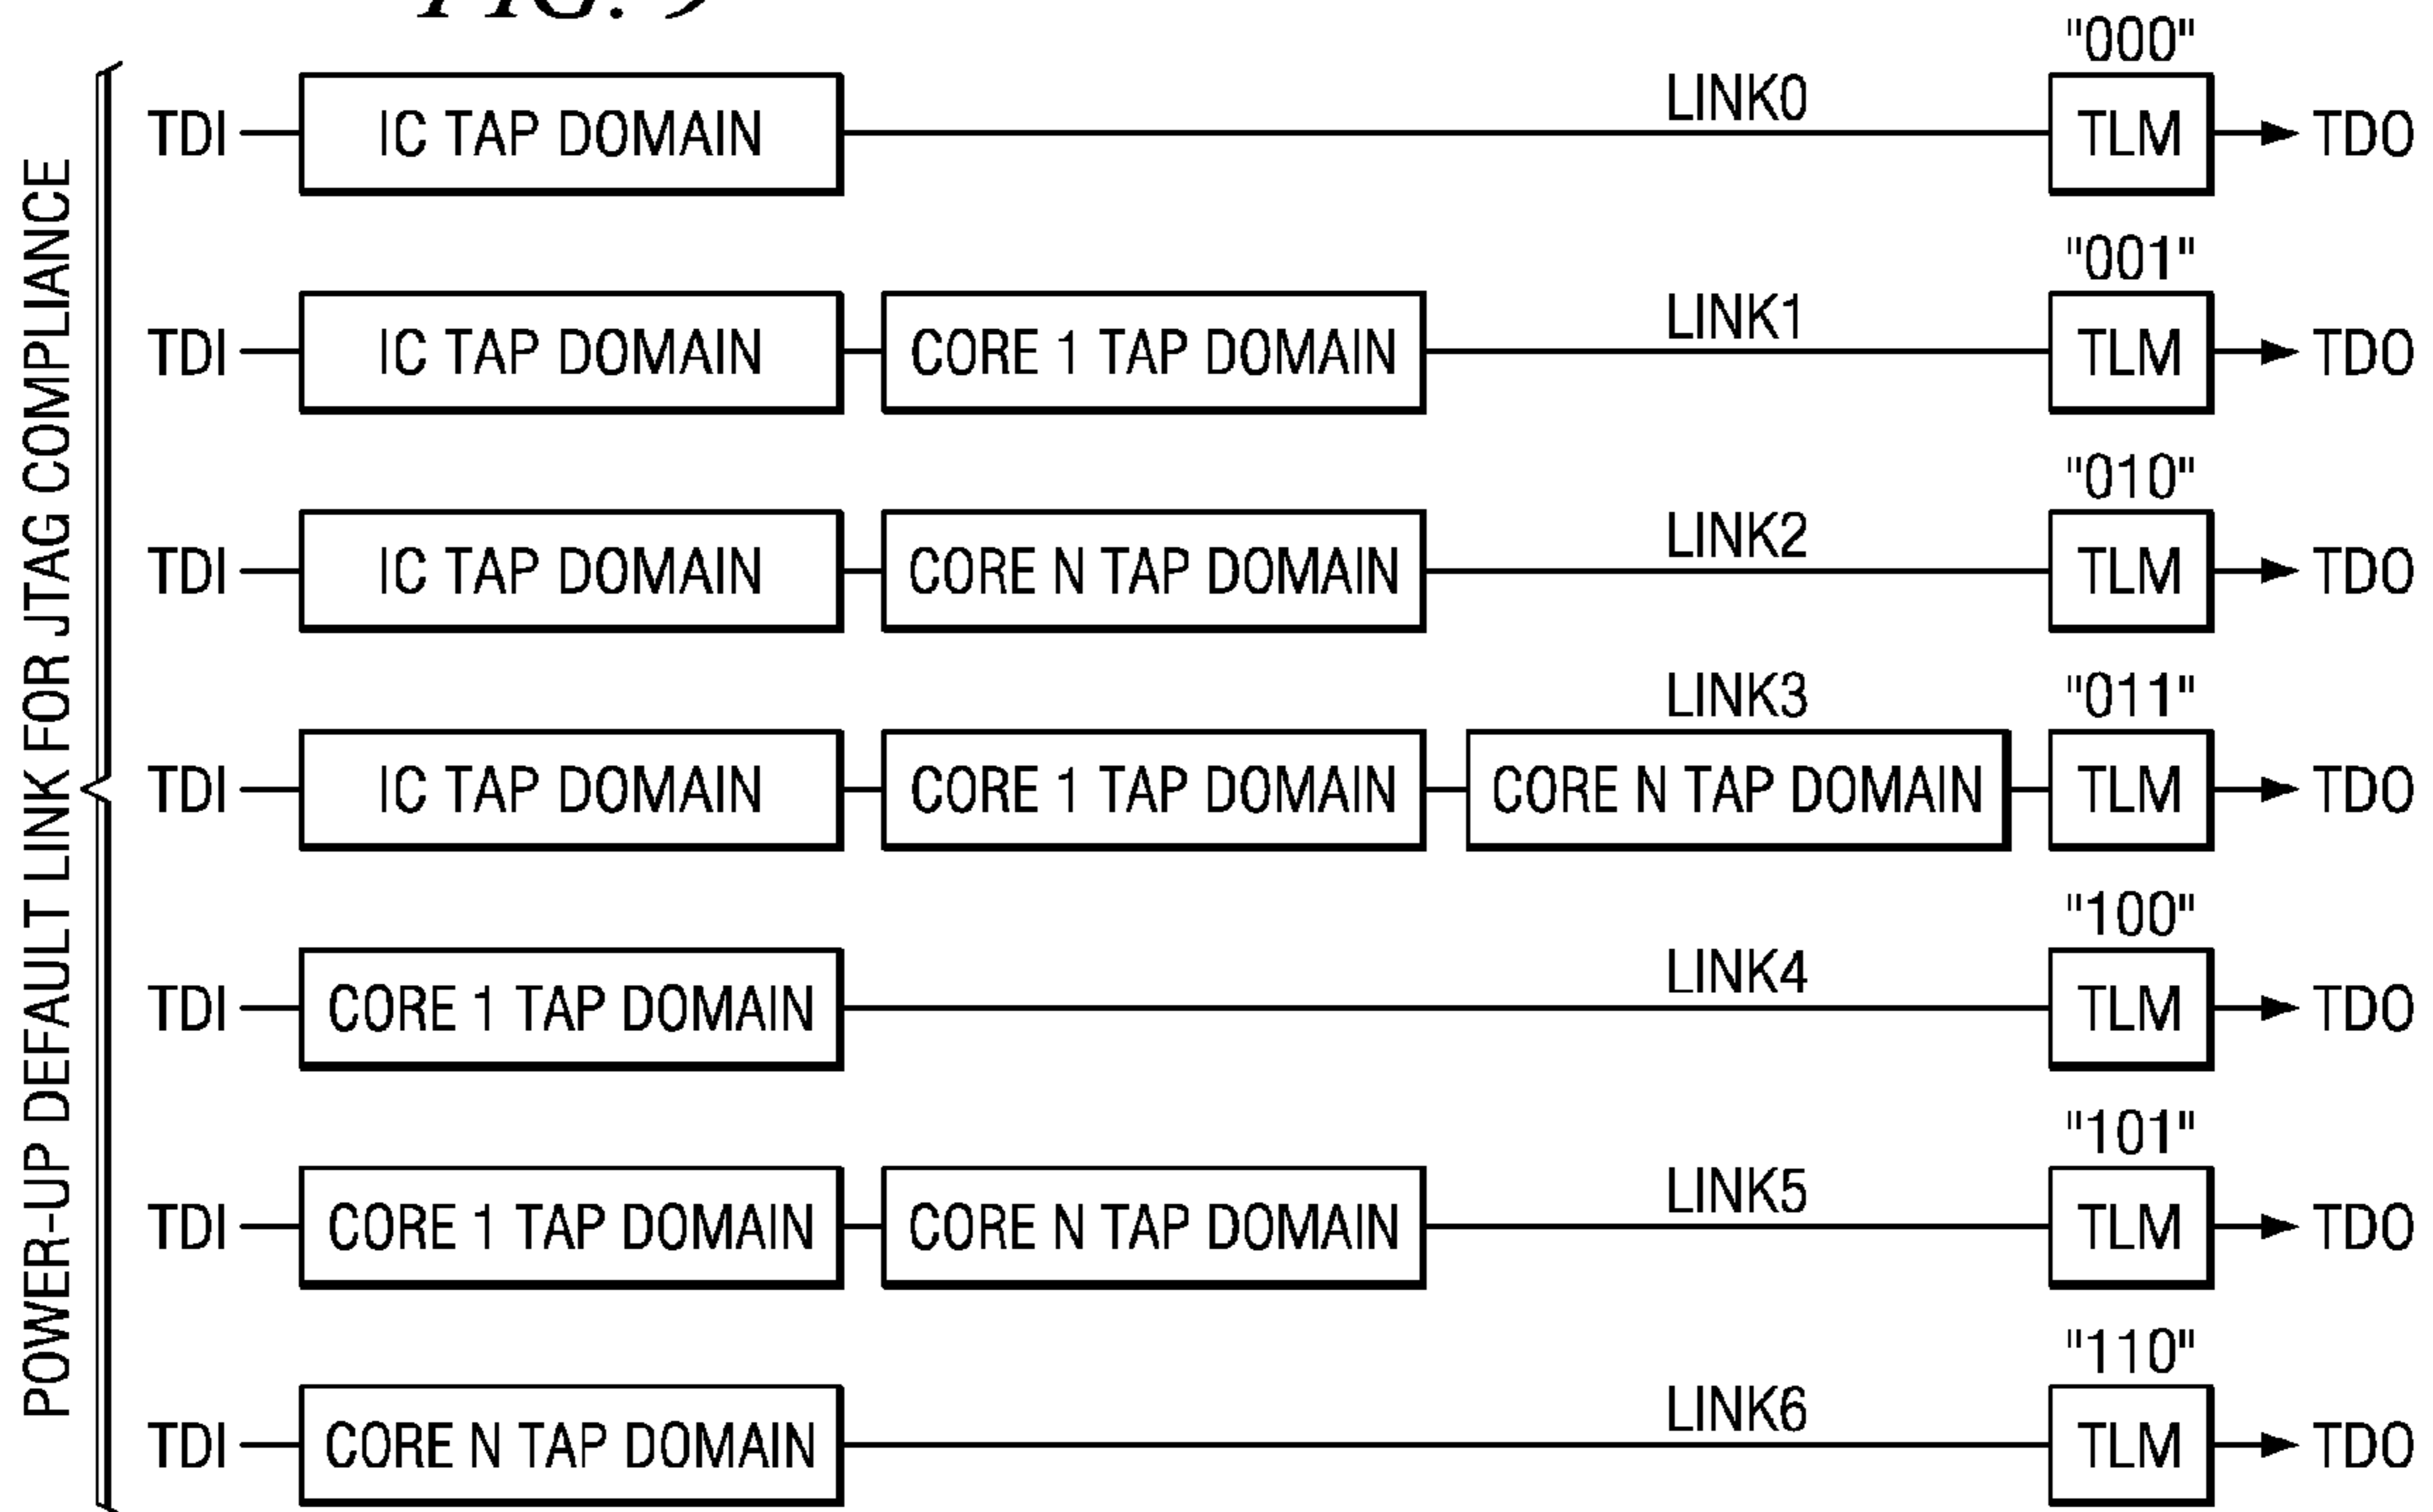 FIG. 9
POWER-UP DEFAULT LINK FOR JTAG COMPLIANCE
"000"
TDI IC TAP DOMAIN LINK0 TLM TDO
"001"
TDI IC TAP DOMAIN CORE 1 TAP DOMAIN LINK1 TLM TDO
"010"
TDI IC TAP DOMAIN CORE N TAP DOMAIN LINK2 TLM TDO
LINK3 "011"
TDI IC TAP DOMAIN CORE 1 TAP DOMAIN CORE N TAP DOMAIN TLM TDO
"100"
TDI CORE 1 TAP DOMAIN LINK4 TLM TDO
"101"
TDI CORE 1 TAP DOMAIN CORE N TAP DOMAIN LINK5 TLM TDO
"110"
TDI CORE N TAP DOMAIN LINK6 TLM TDO